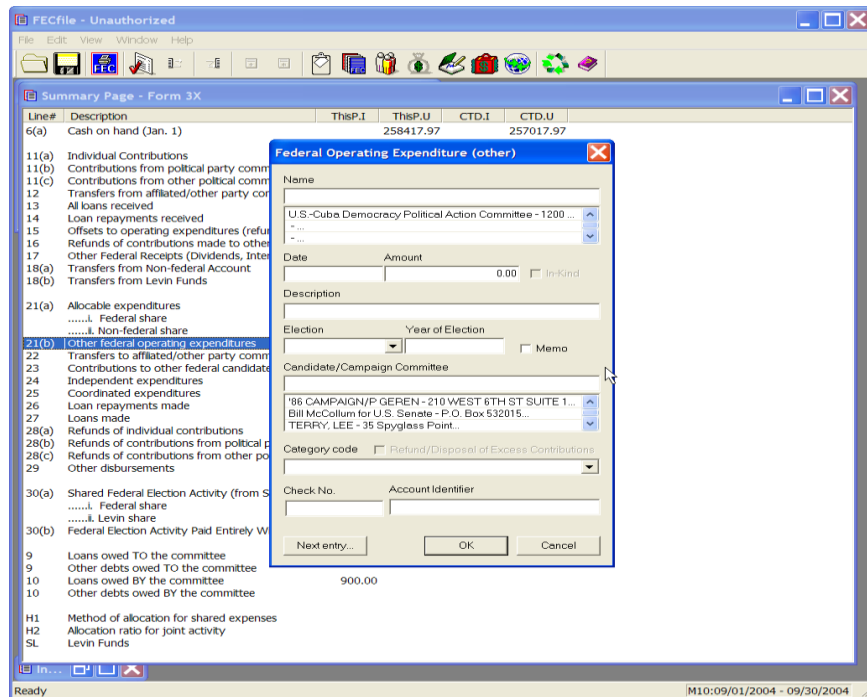 FECfile - Unauthorized
File Edit View Window Help
FEC
FEC
Summary Page - Form 3X
Line# Description ThisP.I ThisP.U CTD.I CTD.U
6(a) Cash on hand (Jan. 1) 258417.97 257017.97
11(a) Individual Contributions
11(b) Contributions from political party comm
11(c) Contributions from other political comm
12 Transfers from affiliated/other party cor
13 All loans received
14 Loan repayments received
15 Offsets to operating expenditures (refu
16 Refunds of contributions made to other
17 Other Federal Receipts (Dividends, Inter
18(a) Transfers from Non-federal Account
18(b) Transfers from Levin Funds
21(a) Allocable expenditures
......i. Federal share
......ii. Non-federal share
21(b) Other federal operating expenditures
22 Transfers to affiliated/other party comm
23 Contributions to other federal candidate
24 Independent expenditures
25 Coordinated expenditures
26 Loan repayments made
27 Loans made
28(a) Refunds of individual contributions
28(b) Refunds of contributions from political p
28(c) Refunds of contributions from other po
29 Other disbursements
30(a) Shared Federal Election Activity (from S
......i. Federal share
......ii. Levin share
30(b) Federal Election Activity Paid Entirely W
9 Loans owed TO the committee
9 Other debts owed TO the committee
10 Loans owed BY the committee 900.00
10 Other debts owed BY the committee
H1 Method of allocation for shared expenses
H2 Allocation ratio for joint activity
SL Levin Funds
Federal Operating Expenditure (other)
Name
U.S.-Cuba Democracy Political Action Committee - 1200 ...
- ...
- ...
Date Amount
0.00 In-Kind
Description
Election Year of Election
Memo
Candidate/Campaign Committee
'86 CAMPAIGN/P GEREN - 210 WEST 6TH ST SUITE 1...
Bill McCollum for U.S. Senate - P.O. Box 532015...
TERRY, LEE - 35 Spyglass Point...
Category code Refund/Disposal of Excess Contributions
Check No. Account Identifier
Next entry... OK Cancel
In...
Ready M10:09/01/2004 - 09/30/2004